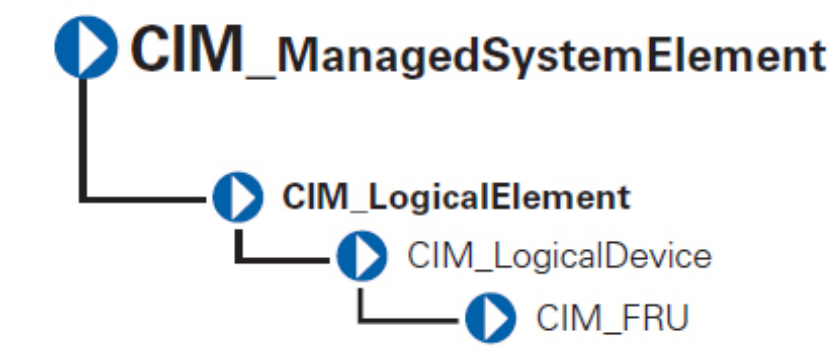 CIM_ManagedSystemElement
CIM_LogicalElement
CIM_LogicalDevice
CIM_FRU